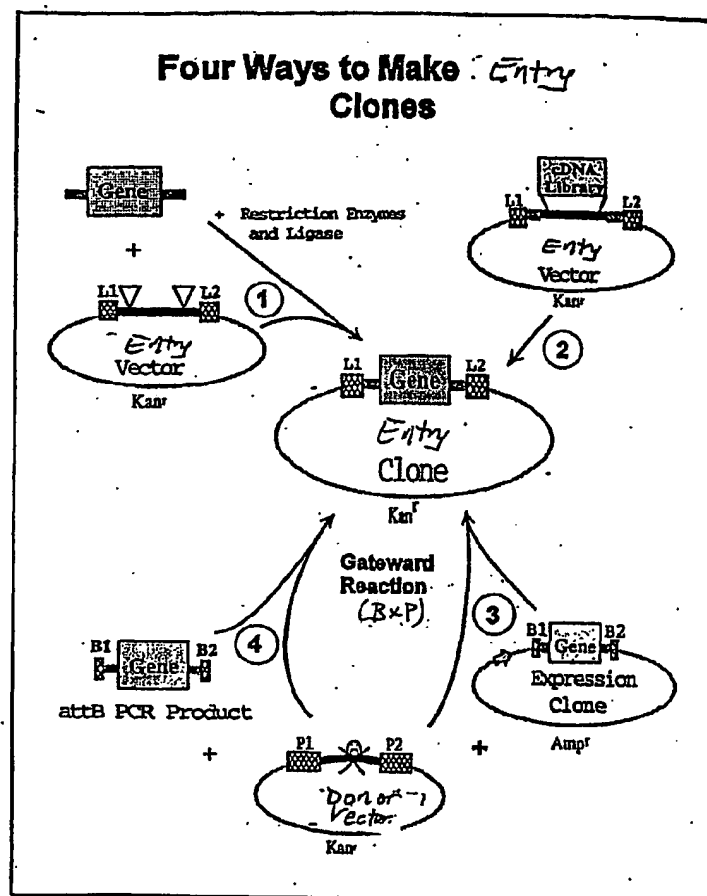 Four Ways to Make Entry
Clones
Gene
+
+ Restriction Enzymes
and Ligase
L1 L2
Entry
Vector
Kanr
1
cDNA
Library
L1 L2
Entry
Vector
Kanr
2
L1 Gene L2
Entry
Clone
Kanr
Gateward
Reaction
(BxP)
4
3
B1 Gene B2
attB PCR Product
+
P1 P2
Donor
Vector
Kanr
+
B1 Gene B2
Expression
Clone
Ampr